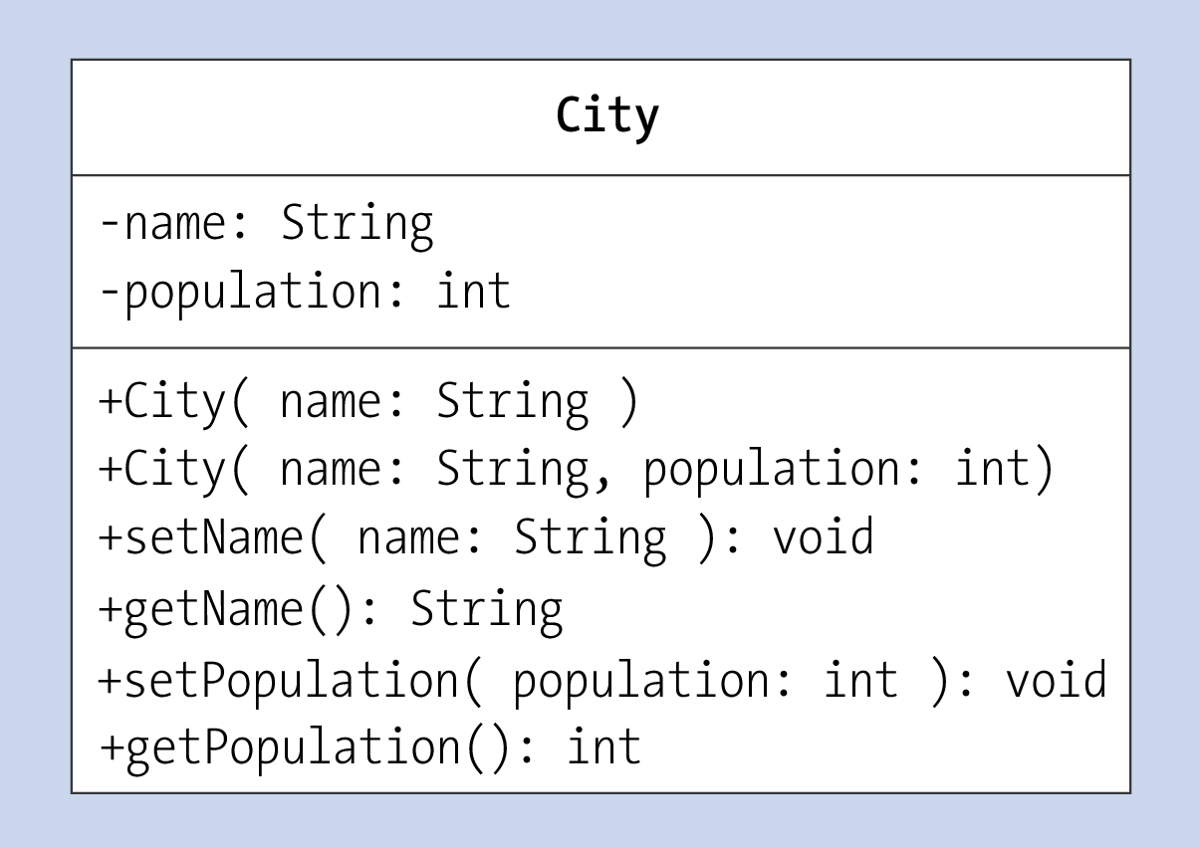 City
-name: String
-population: int
+City( name: String )
+City( name: String, population: int)
+setName( name: String ): void
+getName(): String
+setPopulation( population: int ): void
+getPopulation(): int